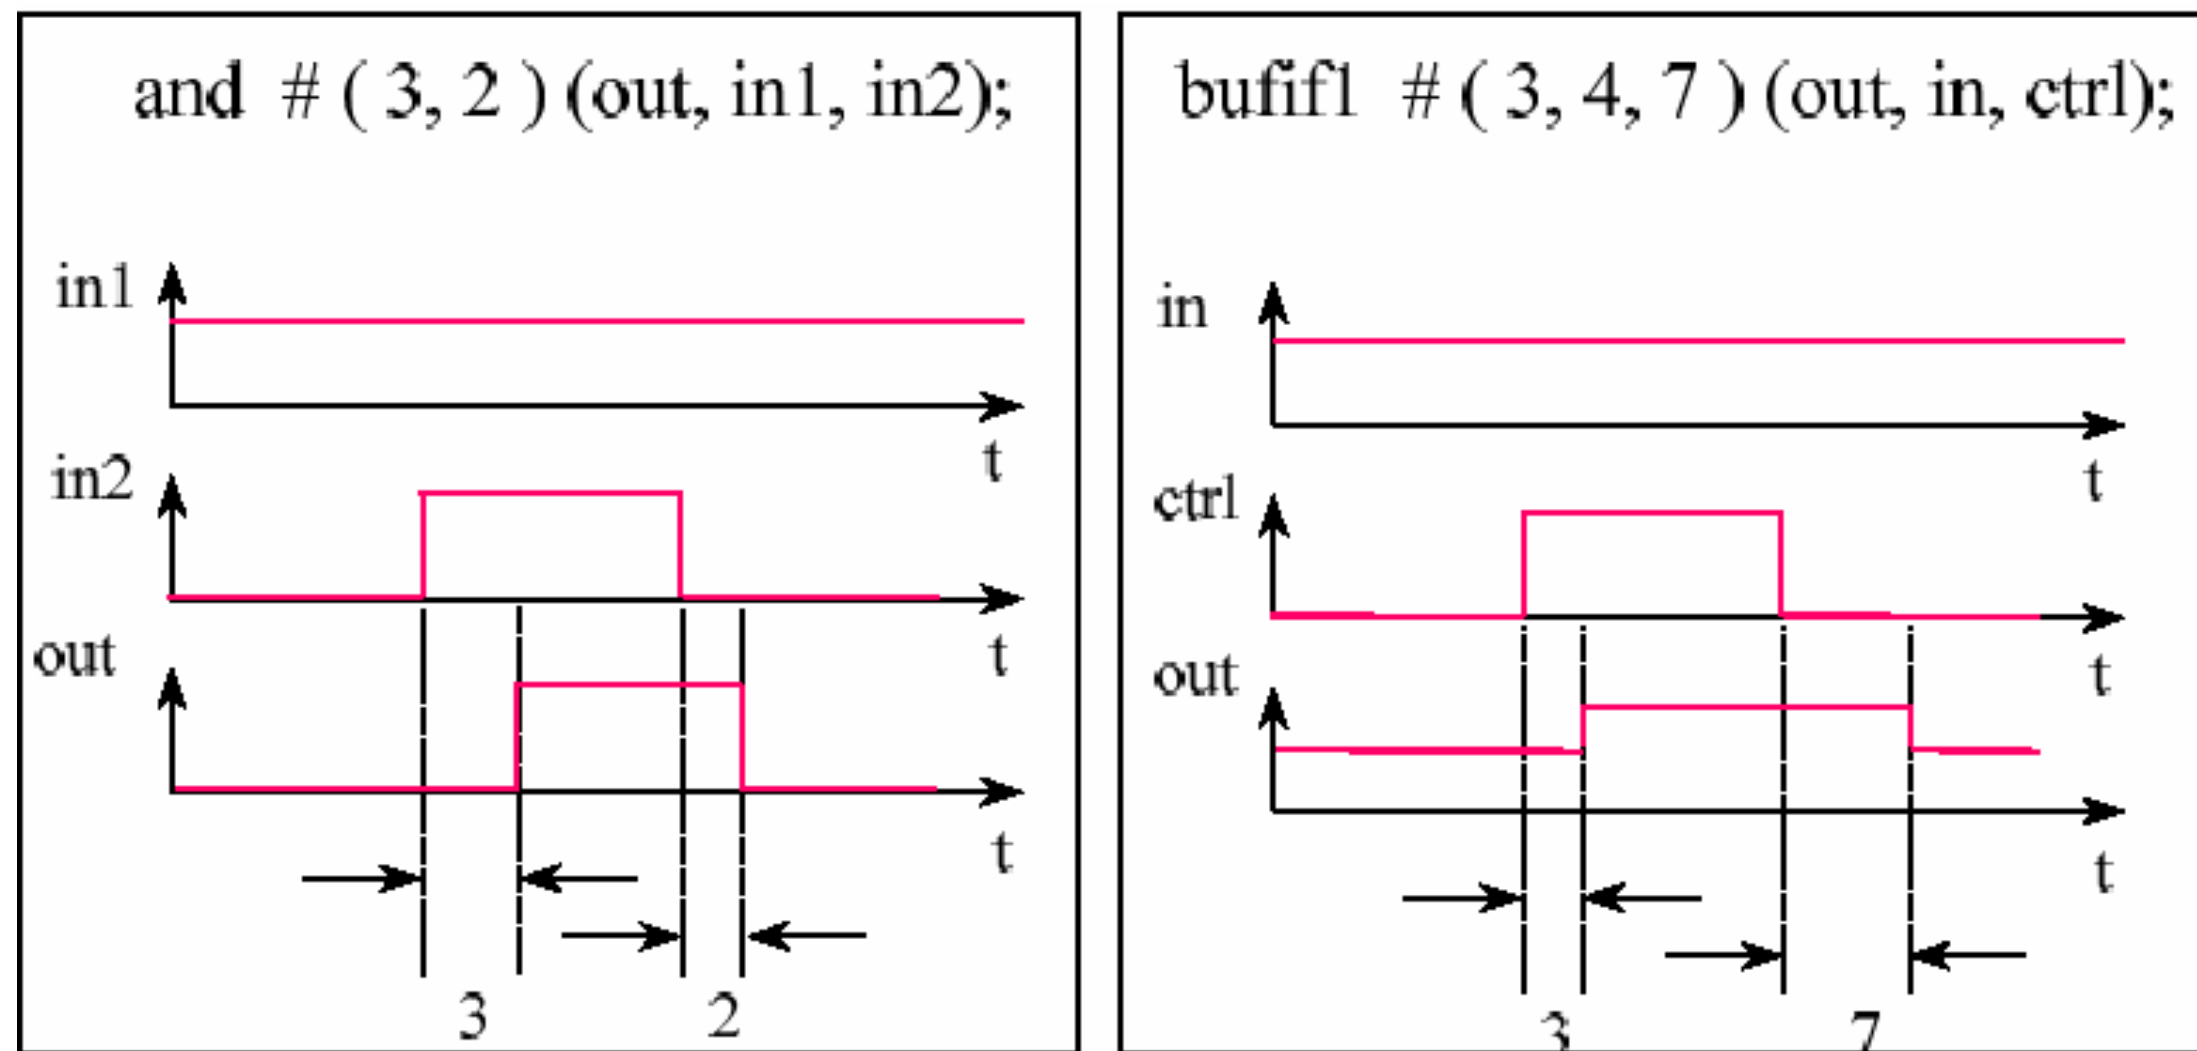 and # ( 3, 2 ) (out, in1, in2);
in1
t
in2
t
out
t
3 2
bufif1 # ( 3, 4, 7 ) (out, in, ctrl);
in
t
ctrl
t
out
t
3 7